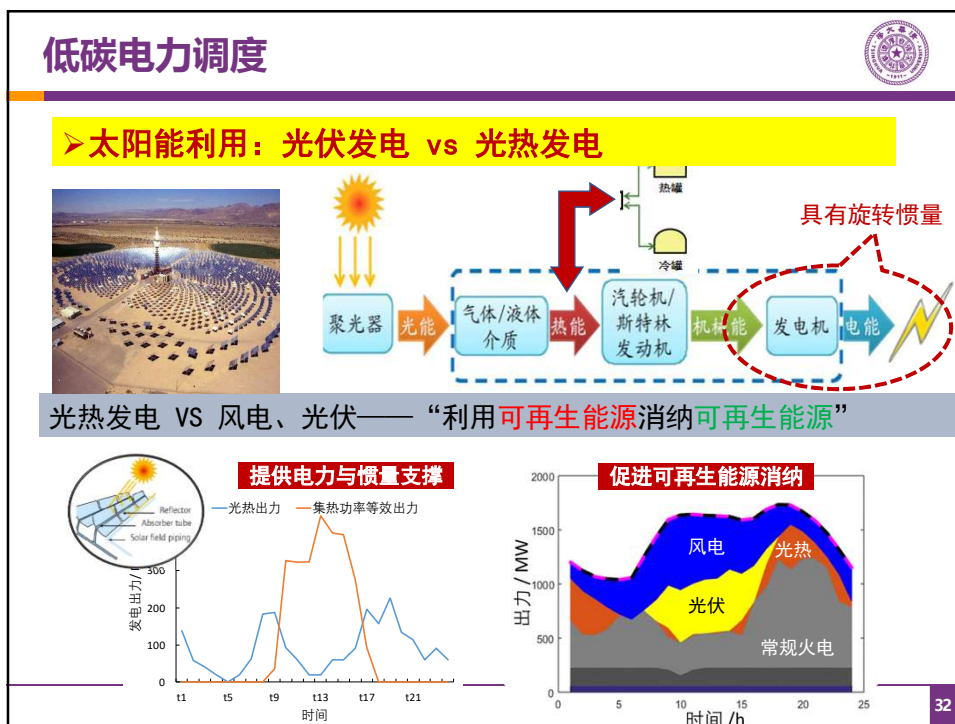 低碳电力调度
➢太阳能利用：光伏发电 vs 光热发电
热罐
冷罐
具有旋转惯量
聚光器
光能
气体/液体
介质
热能
汽轮机/
斯特林
发动机
机械能
发电机
电能
光热发电 VS 风电、光伏——“利用可再生能源消纳可再生能源”
提供电力与惯量支撑
Reflector
Absorber tube
Solar field piping
光热出力
集热功率等效出力
发电出力/
300
200
100
0
t1
t5
t9
t13
t17
t21
时间
促进可再生能源消纳
出力 / MW
2000
1500
1000
500
0
风电
光热
光伏
常规火电
0
5
10
15
20
25
时间 /h
32